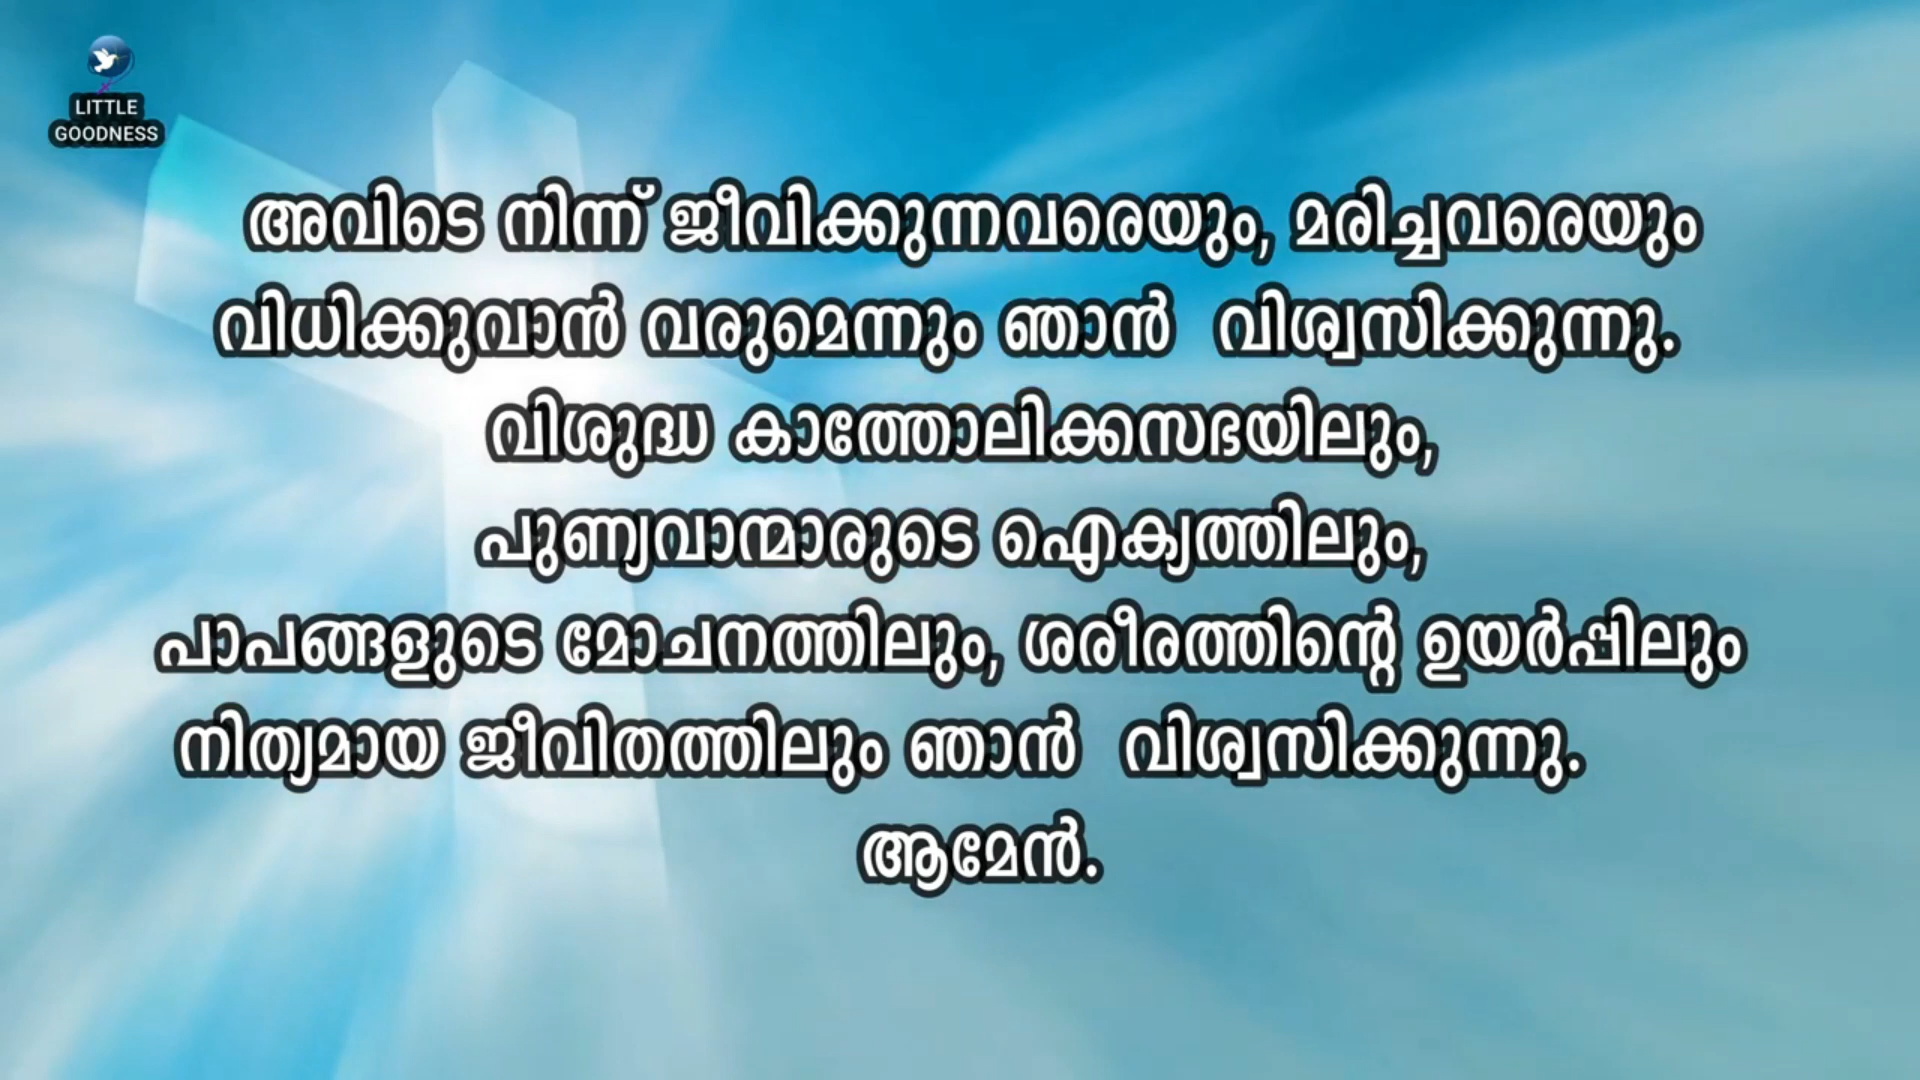 LITTLE
GOODNESS
അവിടെ നിന്ന് ജീവിക്കുന്നവരെയും, മരിച്ചവരെയും
വിധിക്കുവാൻ വരുമെന്നും ഞാൻ വിശ്വസിക്കുന്നു.
വിശുദ്ധ കാത്തോലിക്കസഭയിലും,
പുണ്യവാന്മാരുടെ ഐക്യത്തിലും,
പാപങ്ങളുടെ മോചനത്തിലും, ശരീരത്തിന്റെ ഉയർപ്പിലും
നിത്യമായ ജീവിതത്തിലും ഞാൻ വിശ്വസിക്കുന്നു.
ആമേൻ.